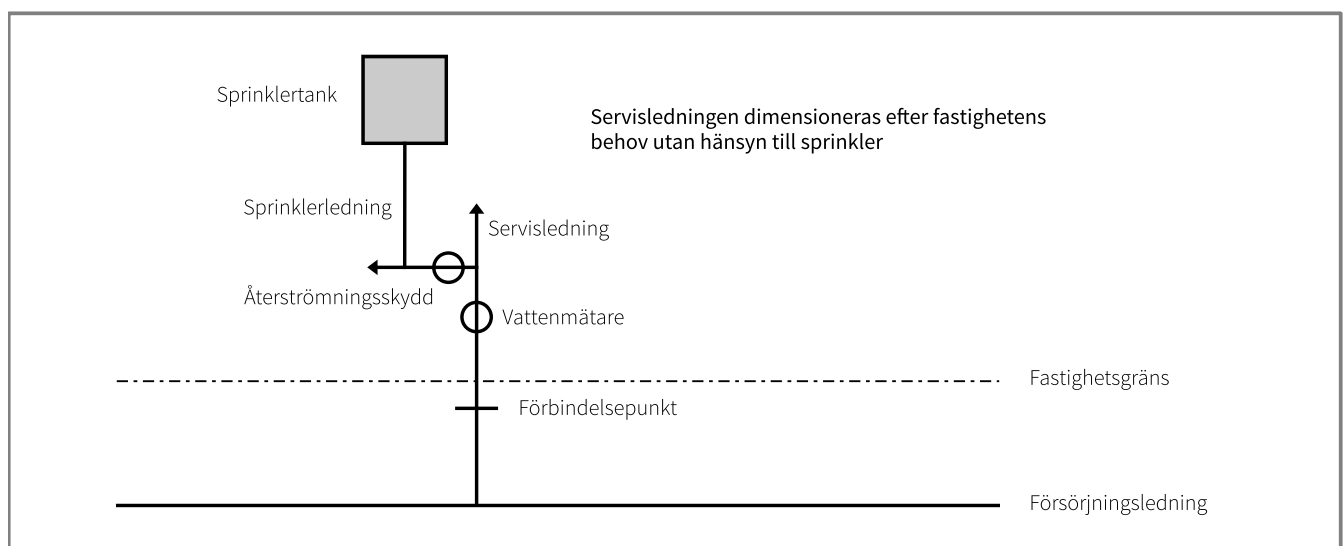 Sprinklertank
Servisledningen dimensioneras efter fastighetens
behov utan hänsyn till sprinkler
Sprinklerledning
Servisledning
Återströmningsskydd
Vattenmätare
Fastighetsgräns
Förbindelsepunkt
Försörjningsledning